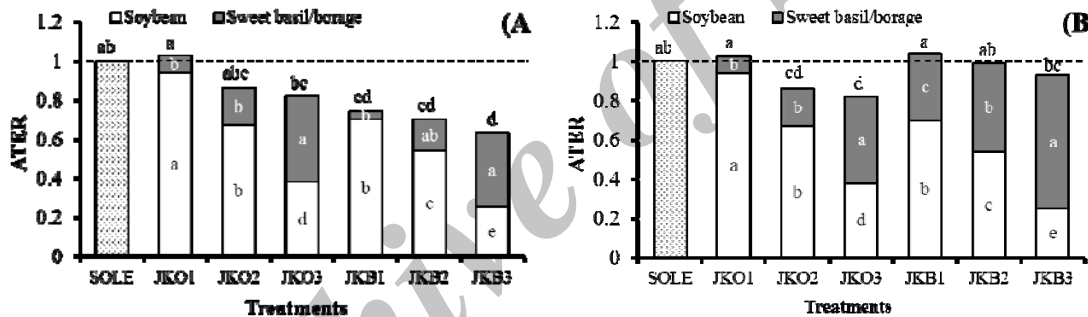 1.2 Soybean Sweet basil/borage (A
ab a
1 b
abc
bc
0.8 cd cd
b b d
0.6 a ab
a a
ATER
0.4 b b
c
0.2 d e
0
SOLE JKO1 JKO2 JKO3 JKB1 JKB2 JKB3
Treatments
1.2 Soybean Sweet basil/borage (B
ab a a ab
1 b bc
cd d
0.8 c b
b a
0.6 a
a
ATER
0.4 b b
c
0.2 d e
0
SOLE JKO1 JKO2 JKO3 JKB1 JKB2 JKB3
Treatments
hive of